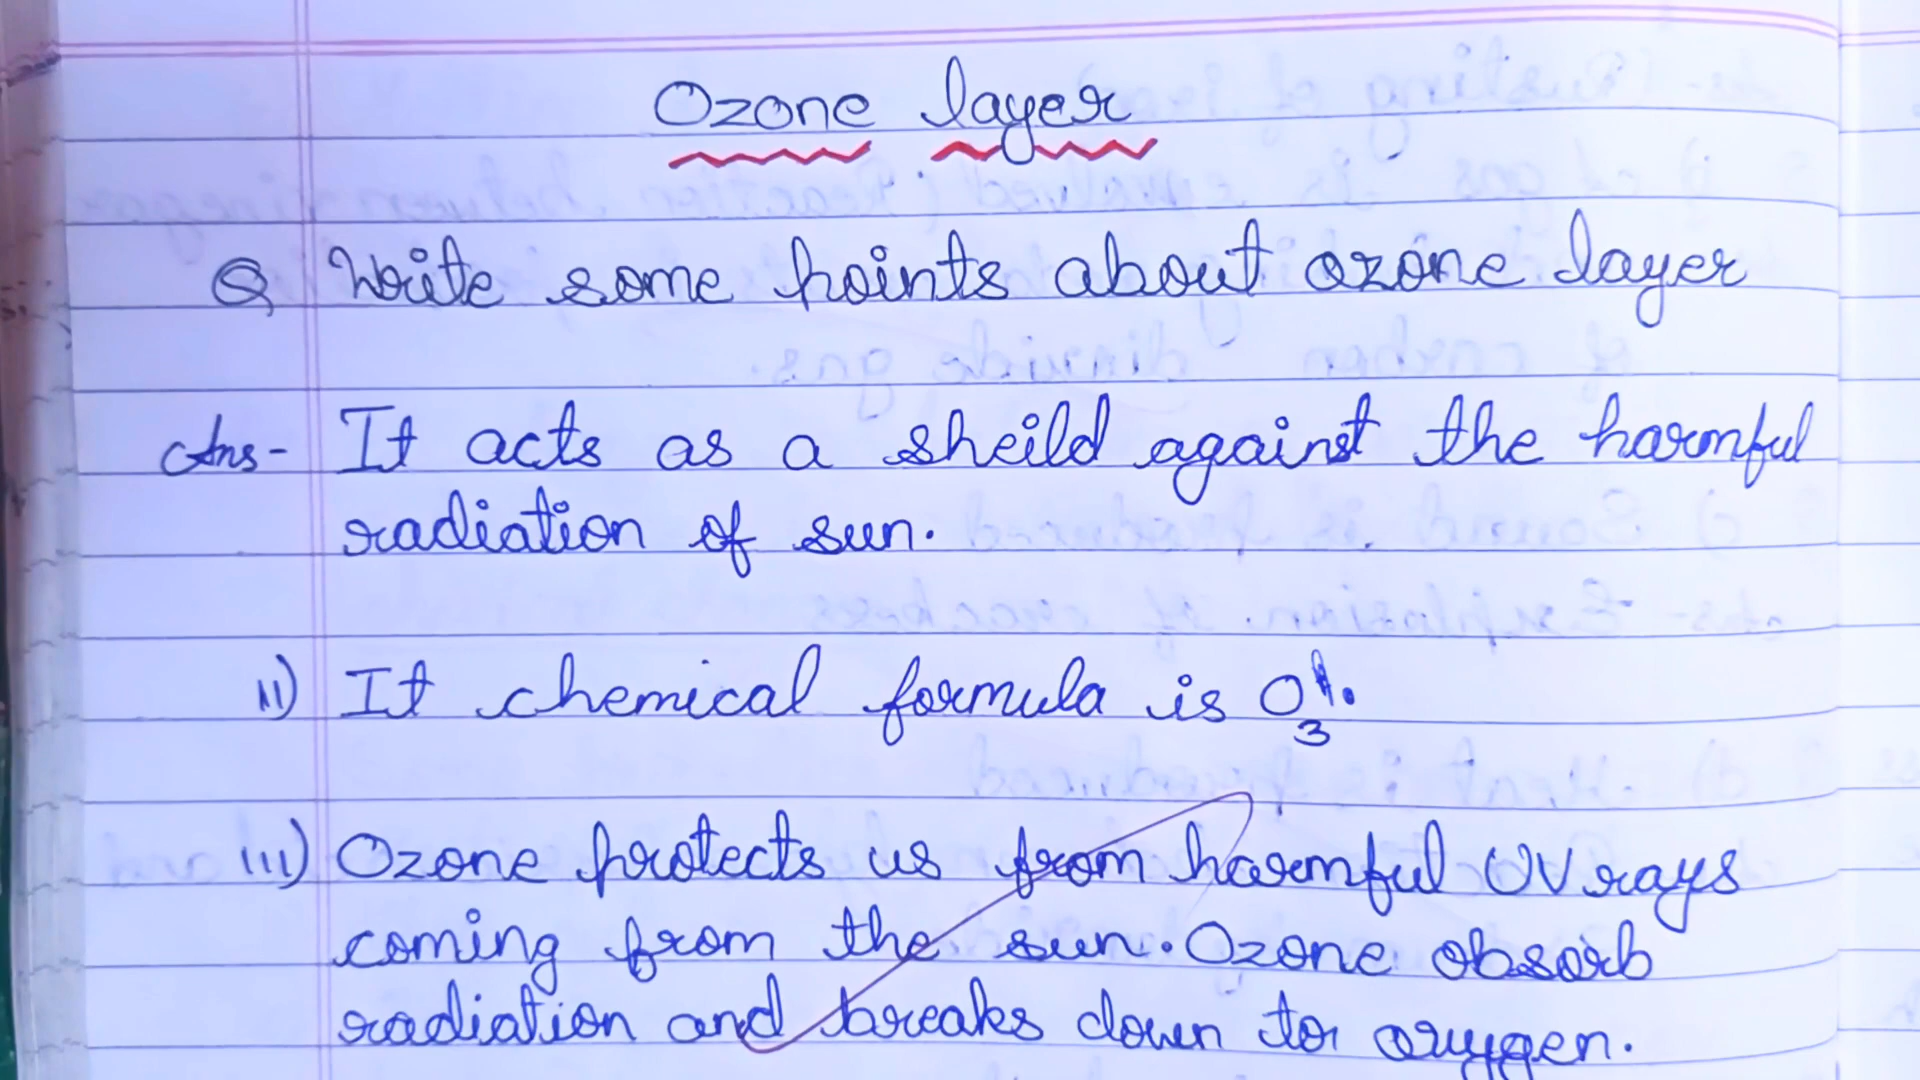 Ozone layer
Q Write some points about ozone layer
Ans- It acts as a sheild against the harmful
radiation of sun.
II) It chemical formula is O3.
III) Ozone protects us from harmful UV rays
coming from the sun. Ozone obsorb
radiation and breaks down to oxygen.